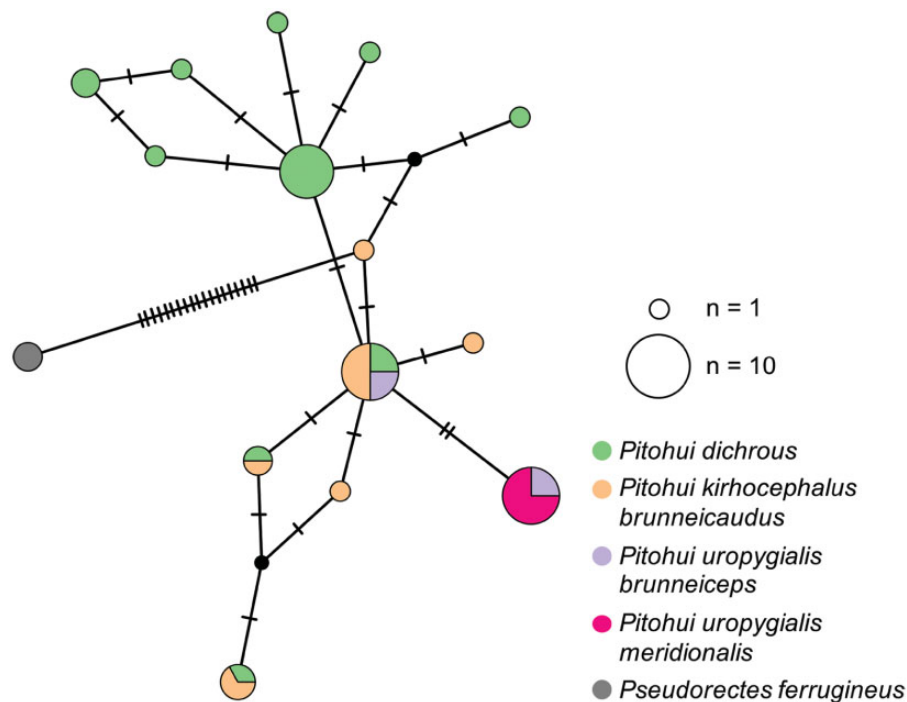 n = 1
n = 10
Pitohui dichrous
Pitohui kirhocephalus
brunneicaudus
Pitohui uropygialis
brunneiceps
Pitohui uropygialis
meridionalis
Pseudorectes ferrugineus